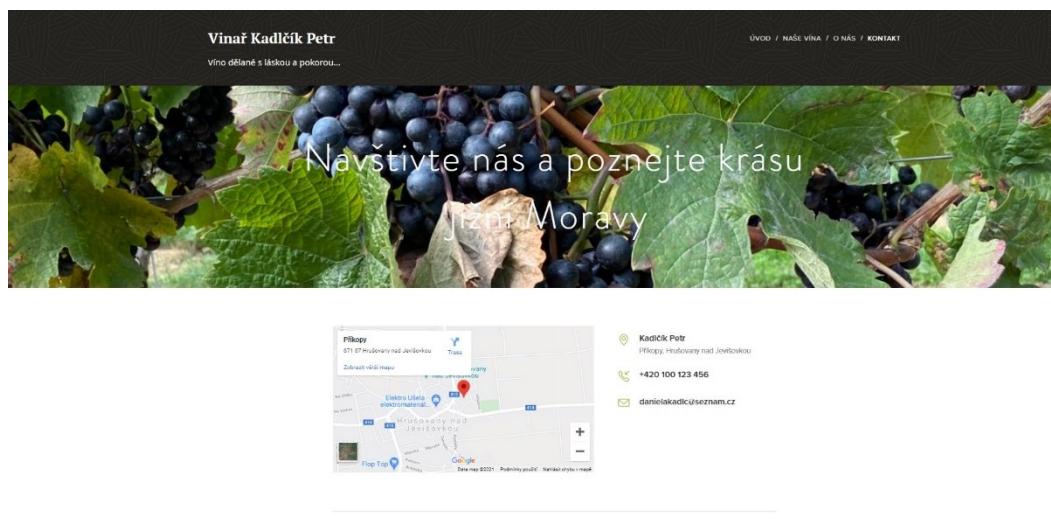 Vinař Kadlčík Petr
Víno dělané s láskou a pokorou...
ÚVOD / NAŠE VÍNA / O NÁS / KONTAKT
Navštivte nás a poznejte krásu
Jižní Moravy
Příkopy
671 67 Hrušovany nad Jevišovkou
Trasa
Zobrazit větší mapu
nad Jevišovkou
Elektro Ušela
elektromateriál...
Hrušovany nad
Jevišovkou
Flop Top
Google
Data map ©2021 Podmínky použití Nahlásit chybu v mapě
+
−
Kadlčík Petr
Příkopy, Hrušovany nad Jevišovkou
+420 100 123 456
danielakadlc@seznam.cz